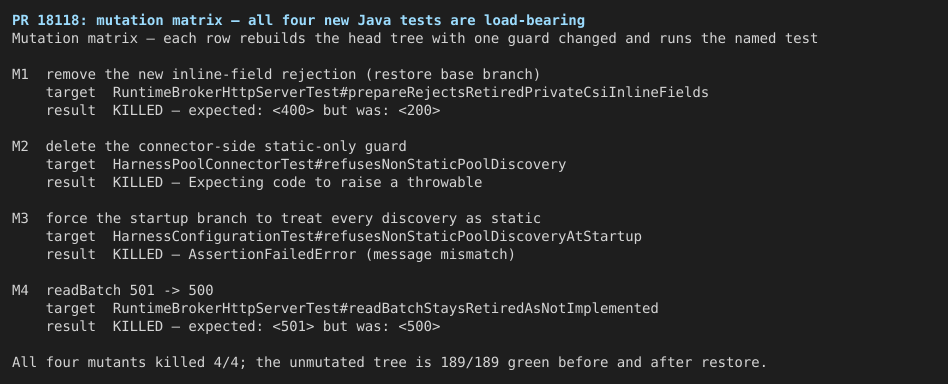 PR 18118: mutation matrix — all four new Java tests are load-bearing
Mutation matrix — each row rebuilds the head tree with one guard changed and runs the named test
M1  remove the new inline-field rejection (restore base branch)
    target  RuntimeBrokerHttpServerTest#prepareRejectsRetiredPrivateCsiInlineFields
    result  KILLED — expected: <400> but was: <200>
M2  delete the connector-side static-only guard
    target  HarnessPoolConnectorTest#refusesNonStaticPoolDiscovery
    result  KILLED — Expecting code to raise a throwable
M3  force the startup branch to treat every discovery as static
    target  HarnessConfigurationTest#refusesNonStaticPoolDiscoveryAtStartup
    result  KILLED — AssertionFailedError (message mismatch)
M4  readBatch 501 -> 500
    target  RuntimeBrokerHttpServerTest#readBatchStaysRetiredAsNotImplemented
    result  KILLED — expected: <501> but was: <500>
All four mutants killed 4/4; the unmutated tree is 189/189 green before and after restore.